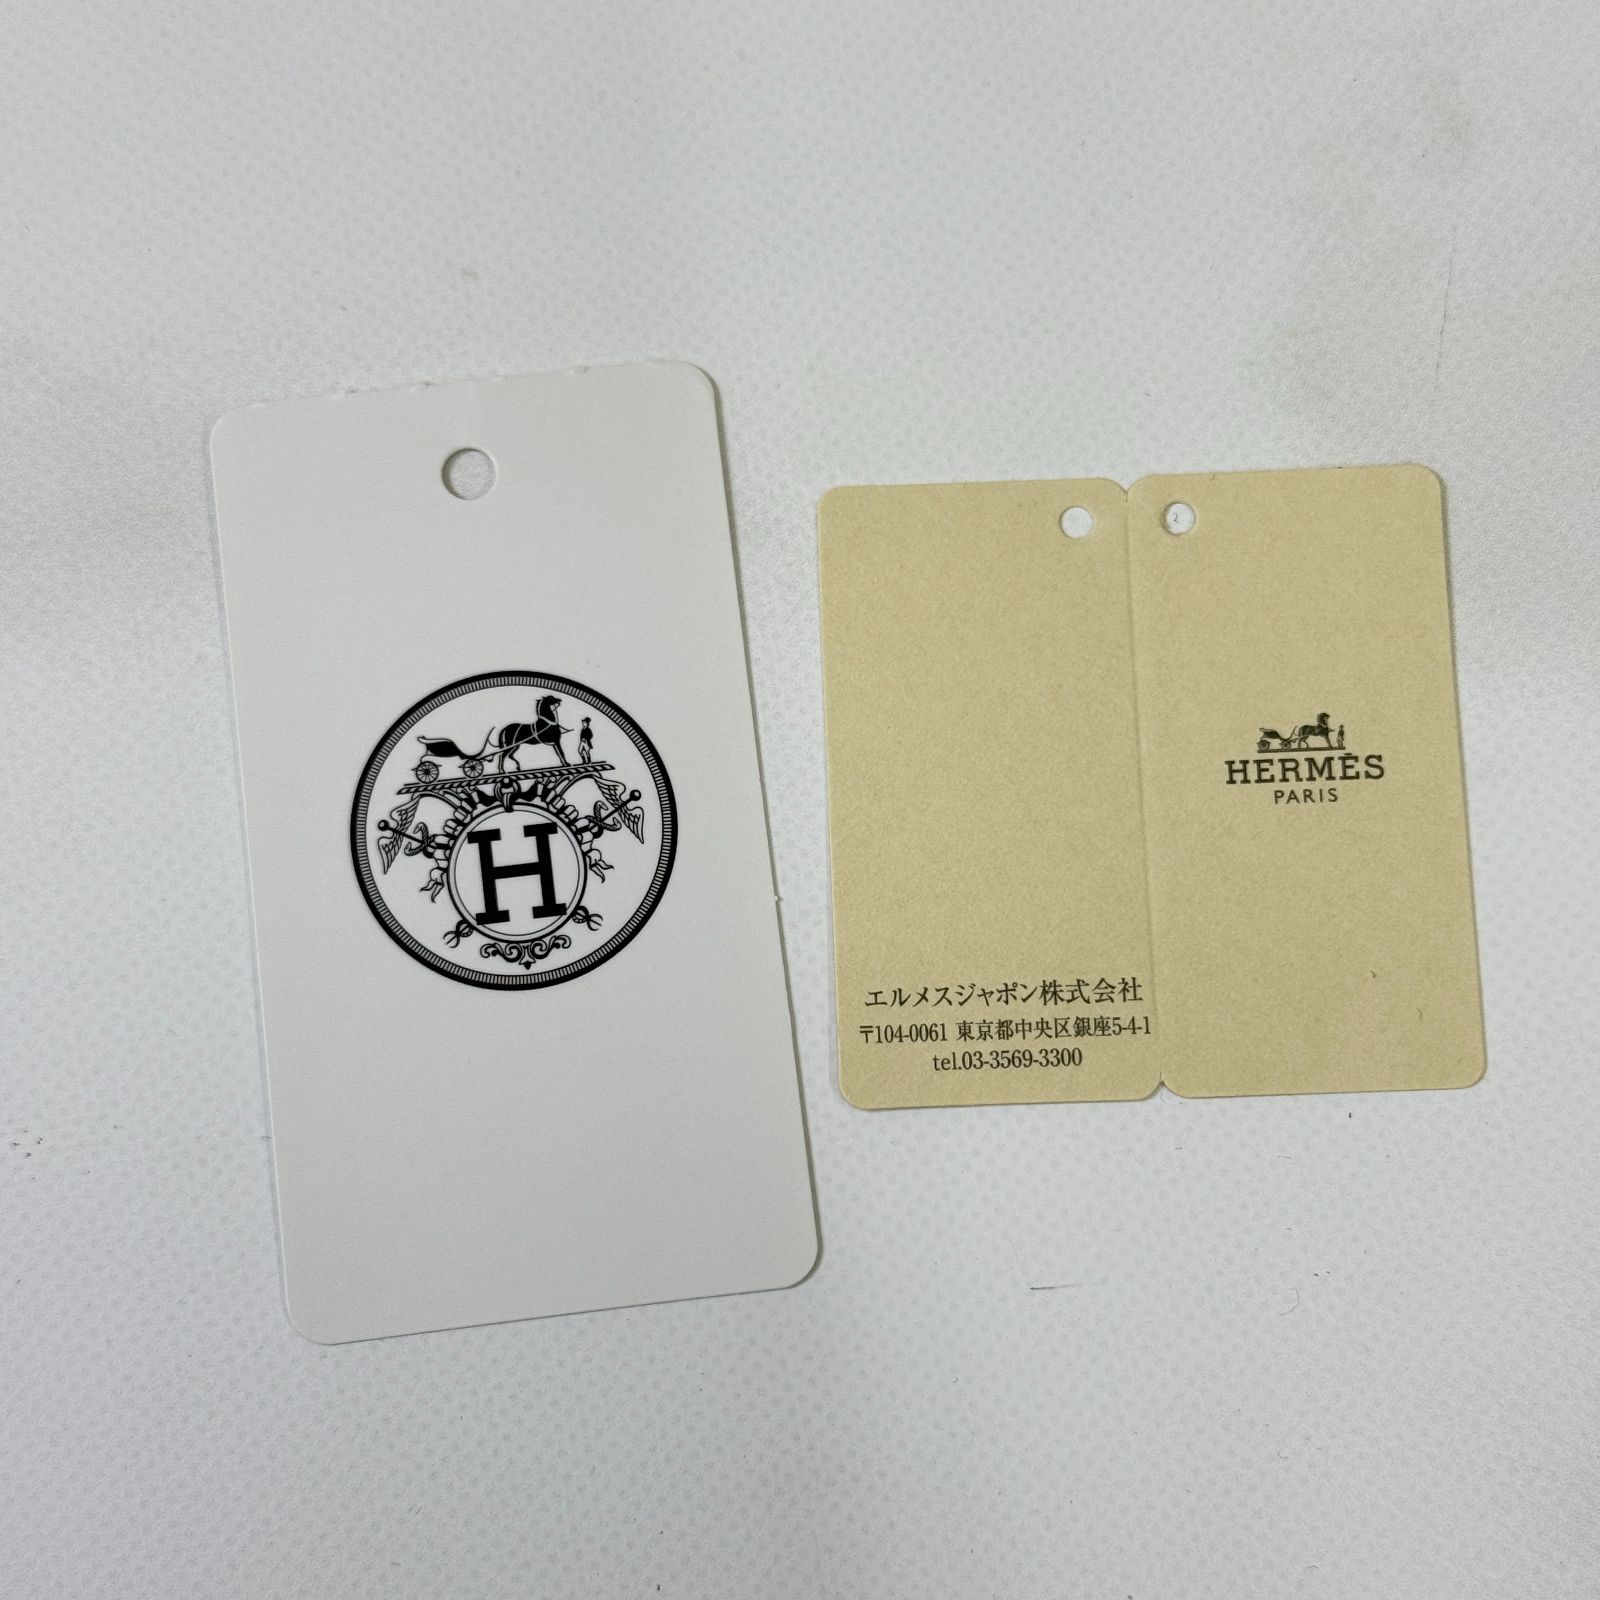 H
HERMÈS
PARIS
エルメスジャポン株式会社
〒104-0061 東京都中央区銀座5-4-1
tel.03-3569-3300